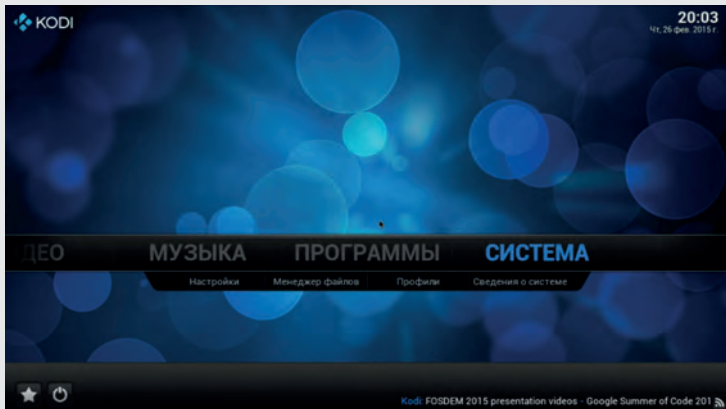 KODI
20:03
Чт, 26 фев. 2015 г.
ДЕО МУЗЫКА ПРОГРАММЫ СИСТЕМА
Настройки Менеджер файлов Профили Сведения о системе
Kodi: FOSDEM 2015 presentation videos - Google Summer of Code 201